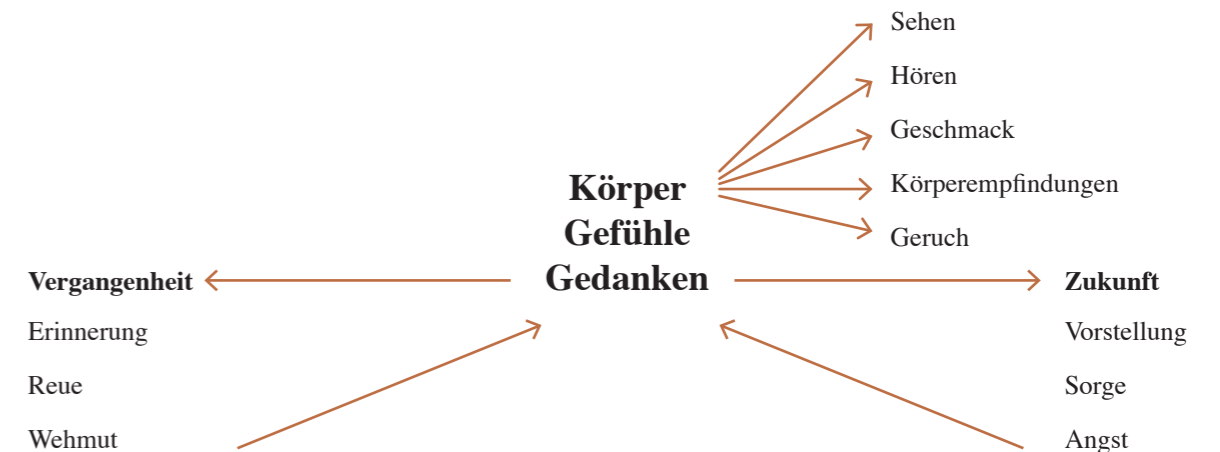 Sehen
Hören
Geschmack
Körperempfindungen
Geruch
Körper
Gefühle
Gedanken
Vergangenheit
Erinnerung
Reue
Wehmut
Zukunft
Vorstellung
Sorge
Angst